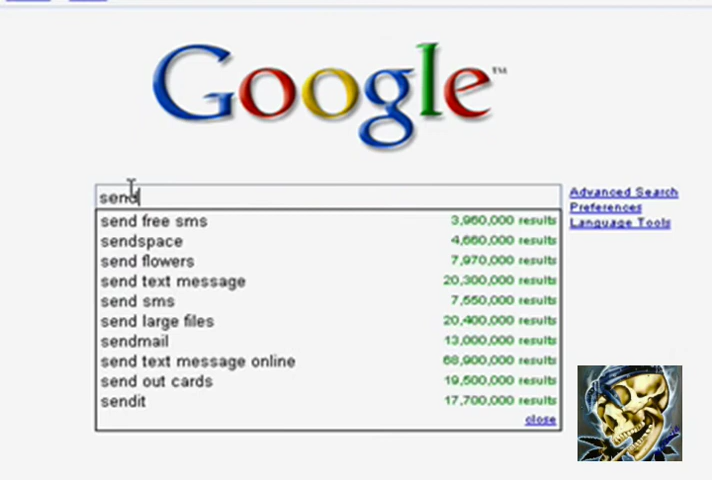 Google™
send
Advanced Search
Preferences
Language Tools
send free sms 3,960,000 results
sendspace 4,660,000 results
send flowers 7,970,000 results
send text message 20,300,000 results
send sms 7,550,000 results
send large files 20,400,000 results
sendmail 13,000,000 results
send text message online 68,900,000 results
send out cards 19,500,000 results
sendit 17,700,000 results
close